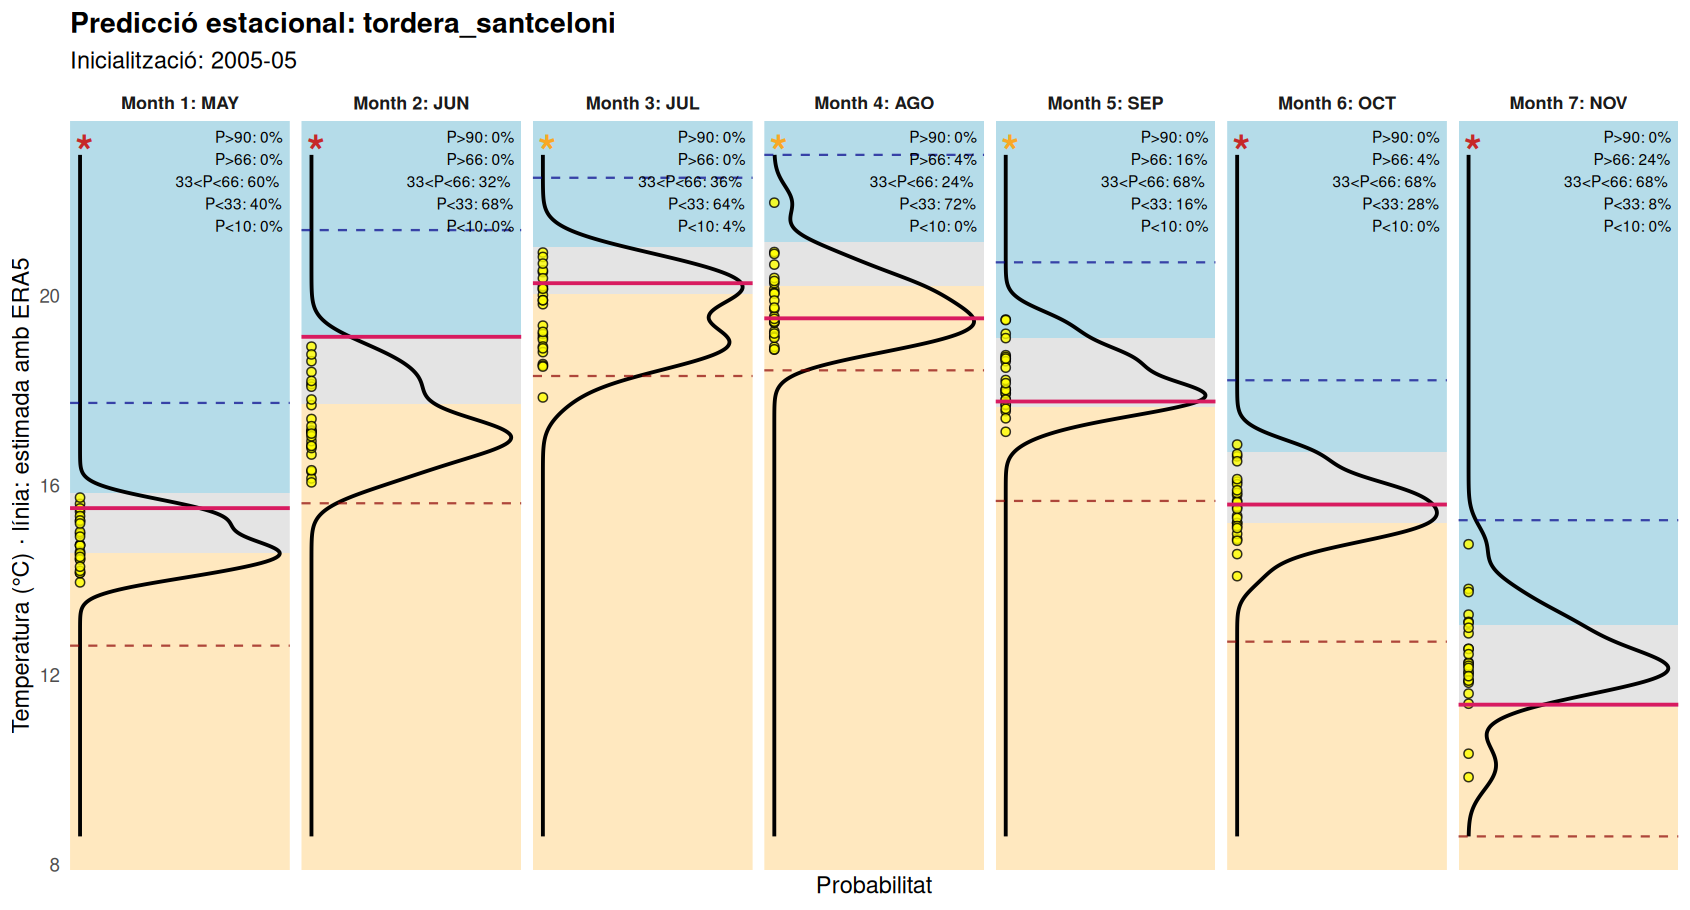 Predicció estacional: tordera_santceloni
Inicialització: 2005-05
Month 1: MAY
Month 2: JUN
Month 3: JUL
Month 4: AGO
Month 5: SEP
Month 6: OCT
Month 7: NOV
*
P>90: 0%
P>66: 0%
33<P<66: 60%
P<33: 40%
P<10: 0%
*
P>90: 0%
P>66: 0%
33<P<66: 32%
P<33: 68%
P<10: 0%
*
P>90: 0%
P>66: 0%
33<P<66: 36%
P<33: 64%
P<10: 4%
*
P>90: 0%
P>66: 4%
33<P<66: 24%
P<33: 72%
P<10: 0%
*
P>90: 0%
P>66: 16%
33<P<66: 68%
P<33: 16%
P<10: 0%
*
P>90: 0%
P>66: 4%
33<P<66: 68%
P<33: 28%
P<10: 0%
*
P>90: 0%
P>66: 24%
33<P<66: 68%
P<33: 8%
P<10: 0%
Temperatura (°C) · línia: estimada amb ERA5
20
16
12
8
Probabilitat